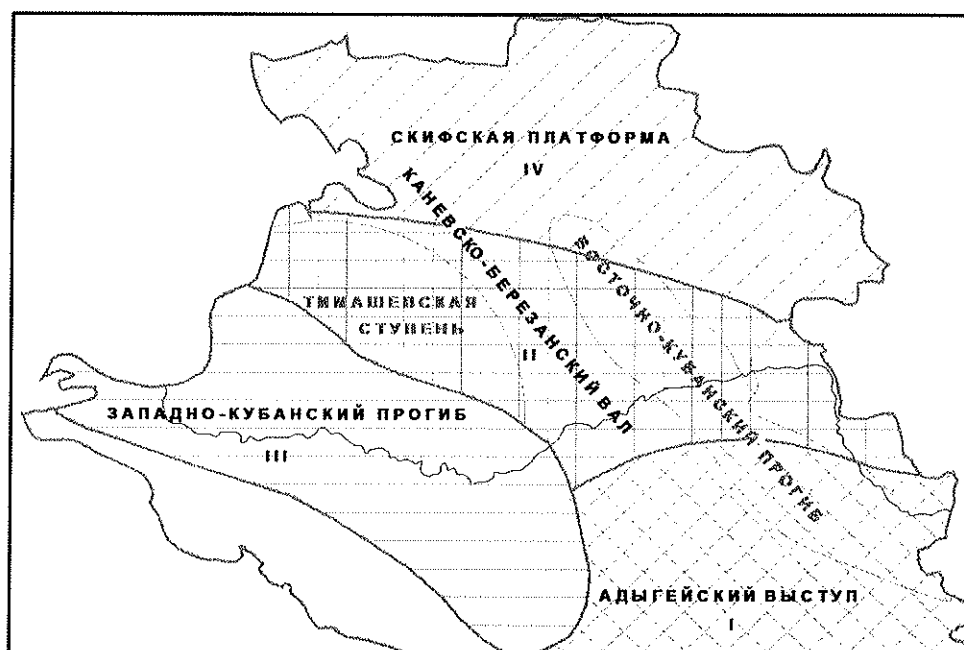 СКИФСКАЯ ПЛАТФОРМА
IV
КАНЕВСКО-БЕРЕЗАНСКИЙ ВАЛ
ВОСТОЧНО-КУБАНСКИЙ ПРОГИБ
ТИМАШЕВСКАЯ
СТУПЕНЬ
II
ЗАПАДНО-КУБАНСКИЙ ПРОГИБ
III
АДЫГЕЙСКИЙ ВЫСТУП
I